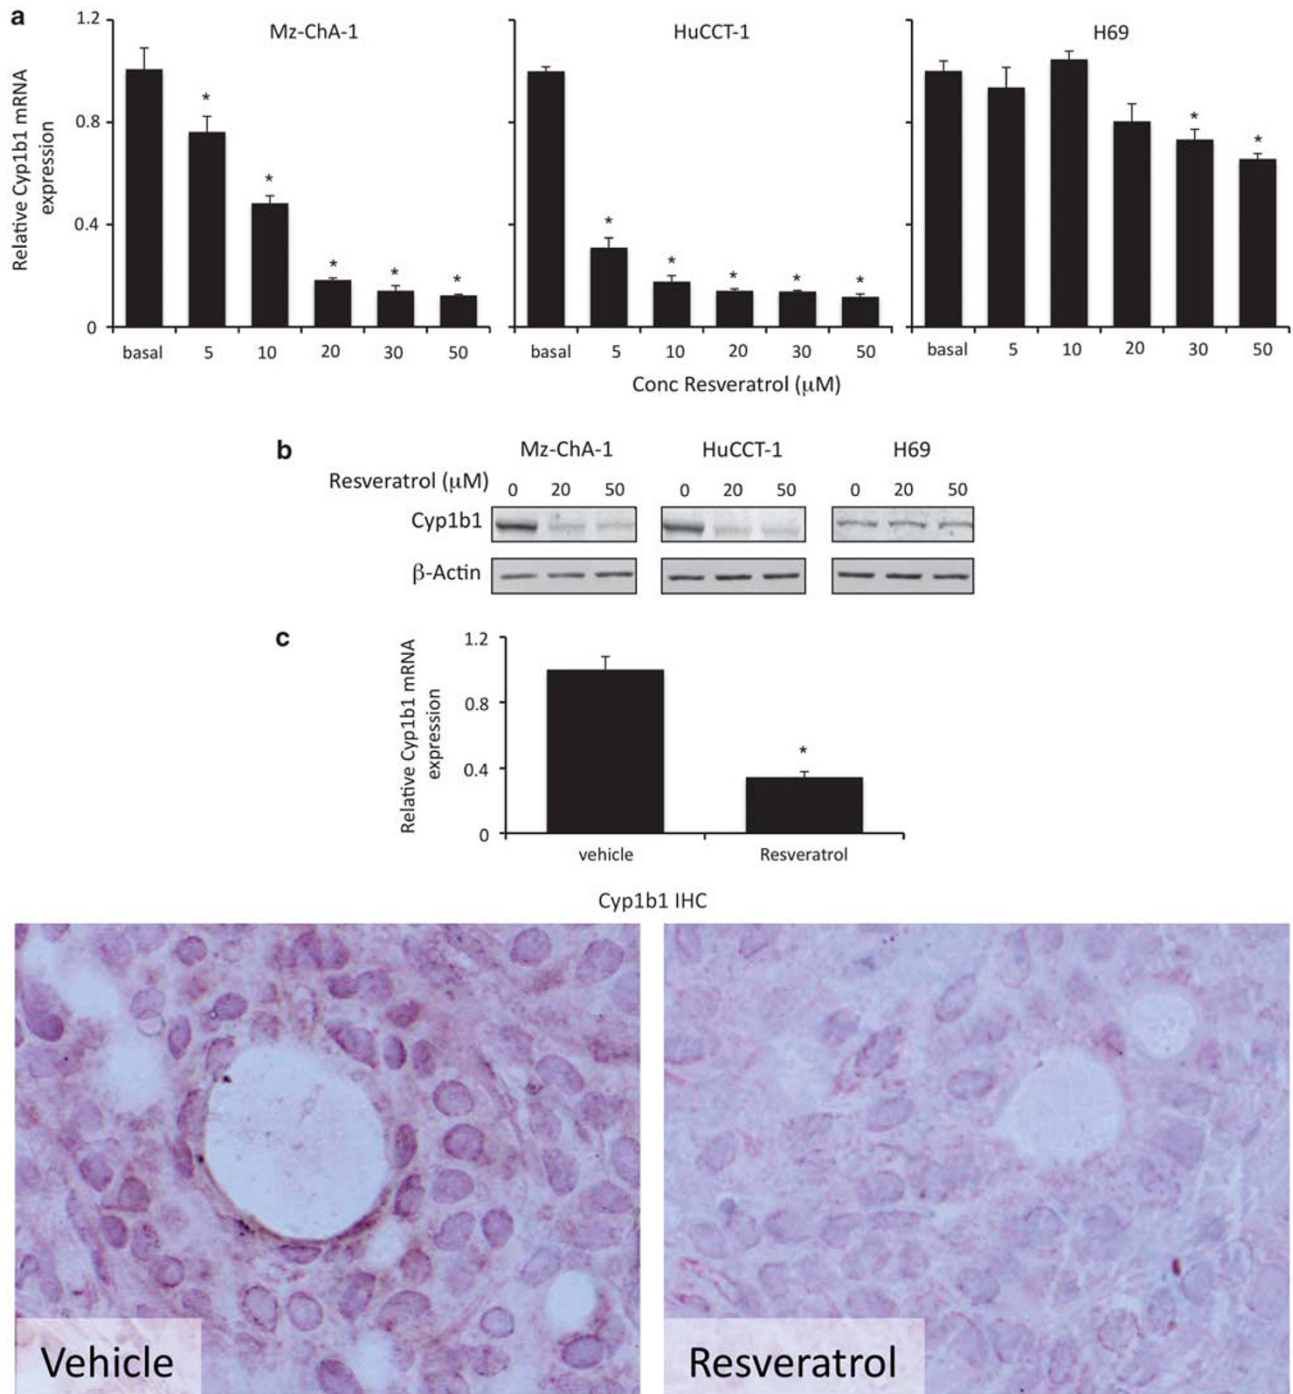 a
Mz-ChA-1 HuCCT-1 H69
Relative Cyp1b1 mRNA
expression
1.2
0.8
0.4
0
* * * * *
* * * * *
* *
basal 5 10 20 30 50 basal 5 10 20 30 50 basal 5 10 20 30 50
Conc Resveratrol (μM)
b
Mz-ChA-1 HuCCT-1 H69
Resveratrol (μM) 0 20 50 0 20 50 0 20 50
Cyp1b1
β-Actin
c
Relative Cyp1b1 mRNA
expression
1.2
0.8
0.4
0
*
vehicle Resveratrol
Cyp1b1 IHC
Vehicle Resveratrol